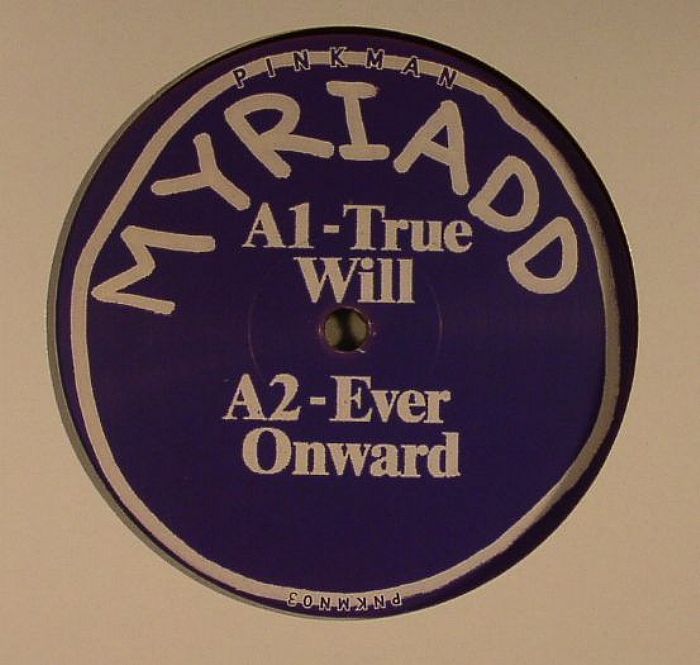 PINKMAN
MYRIADD
A1-True
Will
A2-Ever
Onward
PNKMN03